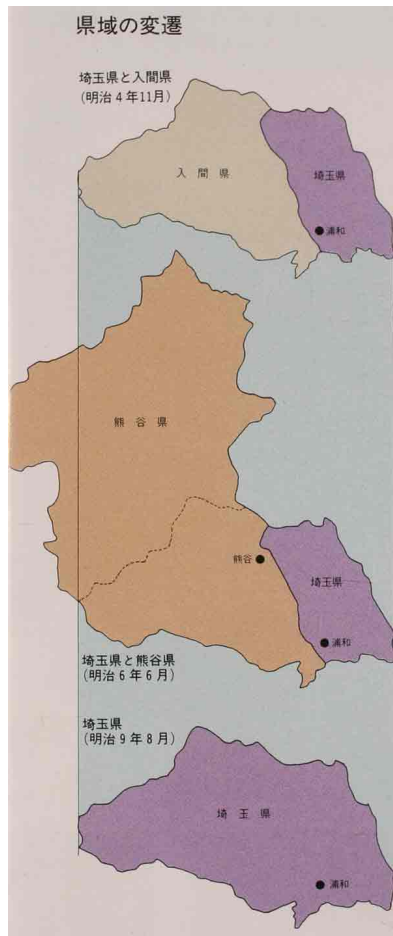 県域の変遷
埼玉県と入間県
(明治4年11月)
入間県
埼玉県
浦和
熊谷県
熊谷
埼玉県
浦和
埼玉県と熊谷県
(明治6年6月)
埼玉県
(明治9年8月)
埼玉県
浦和